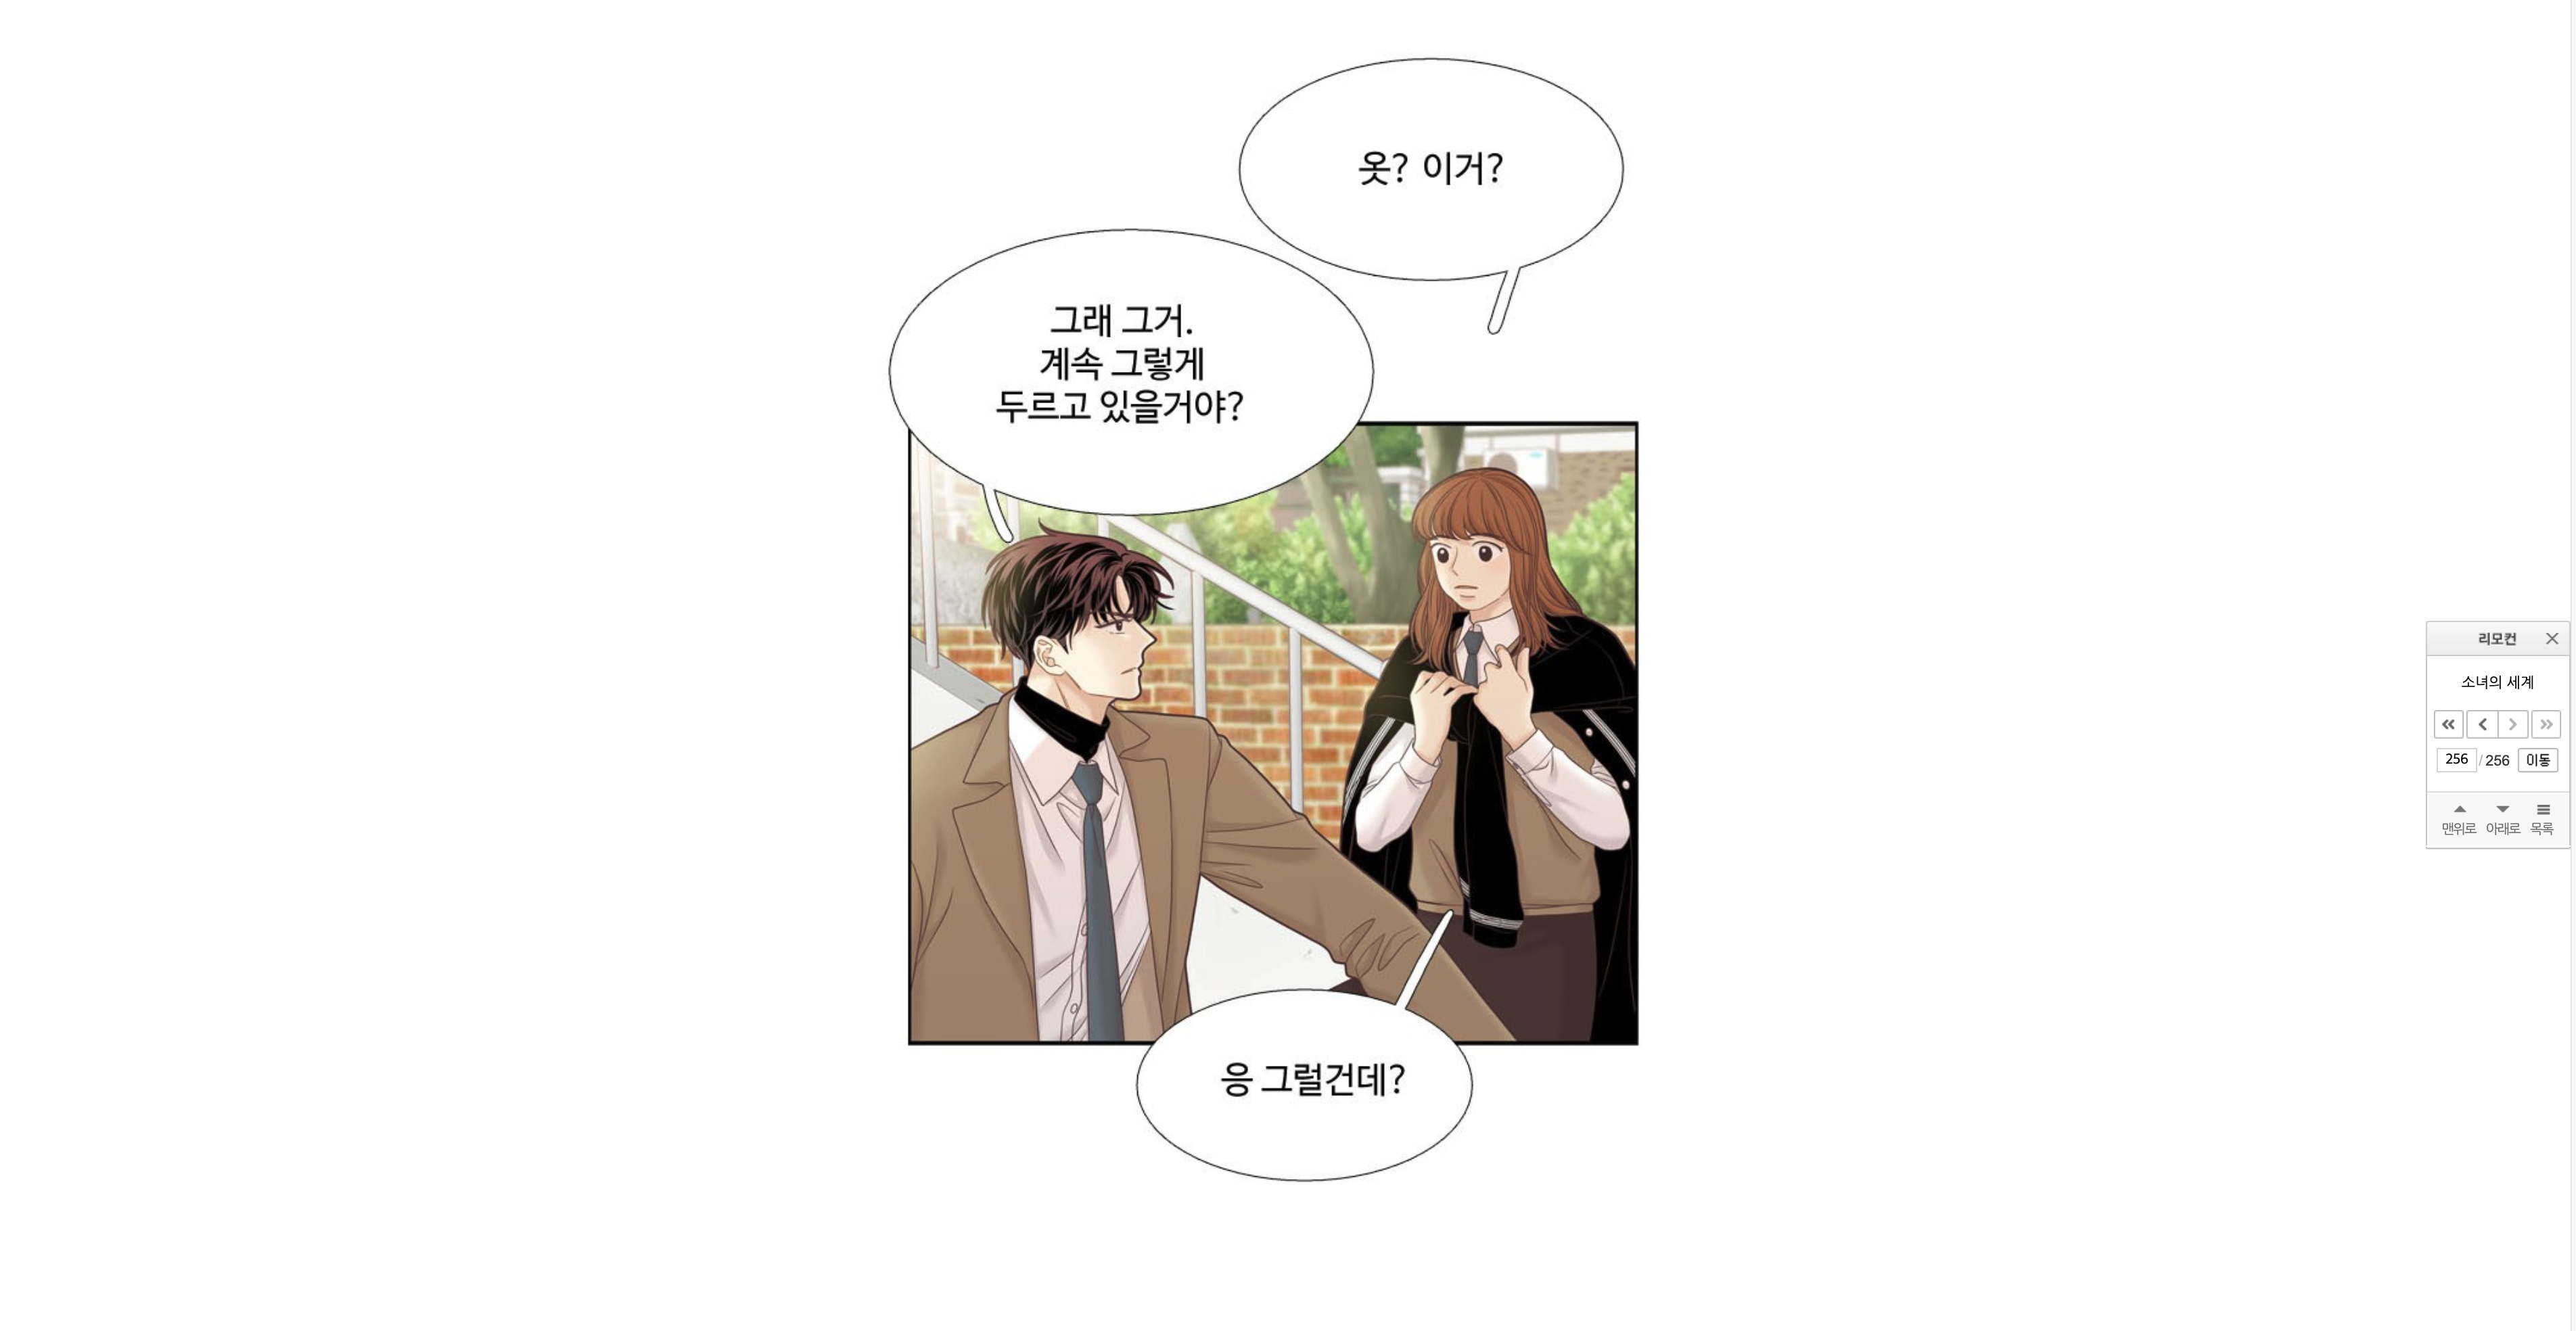 옷? 이거?
그래 그거.
계속 그렇게
두르고 있을거야?
응 그럴건데?
리모컨
소녀의 세계
256 / 256 이동
맨위로 아래로 목록